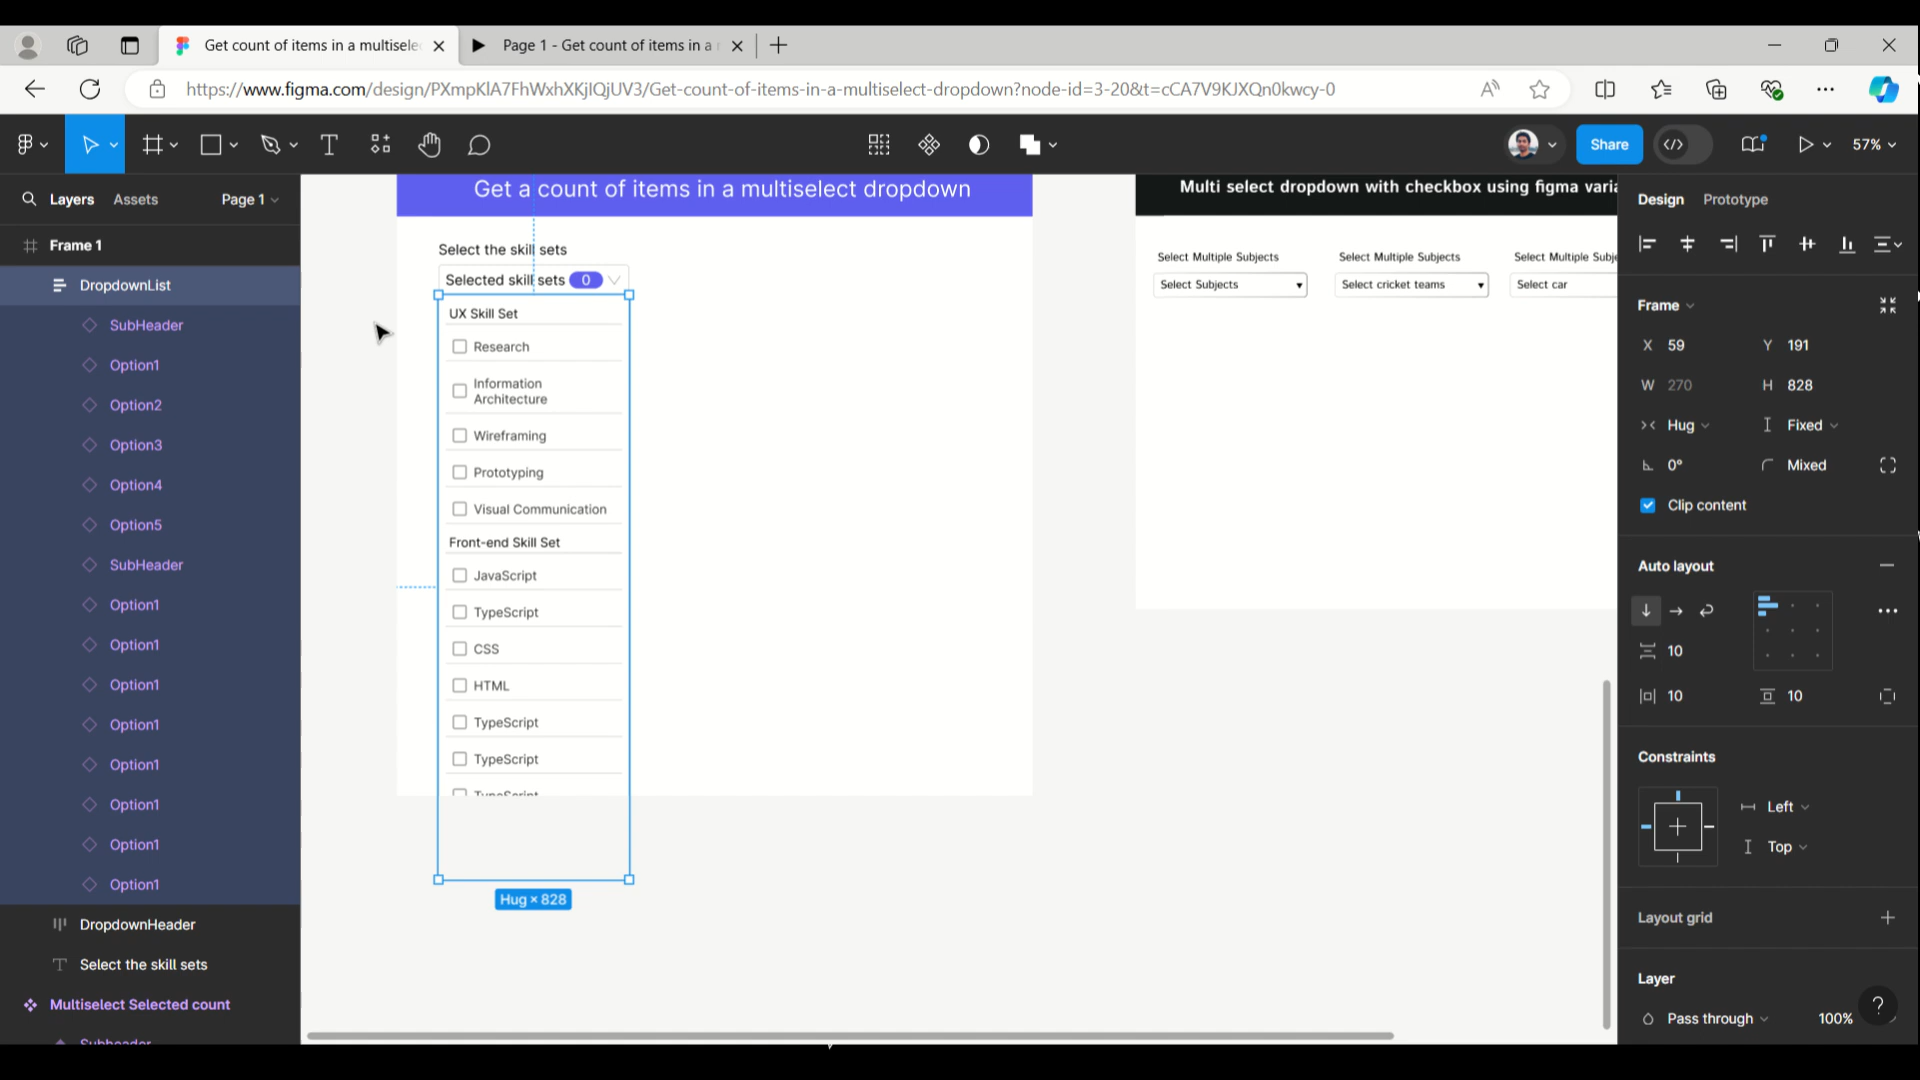 Get count of items in a multisele
Page 1 - Get count of items in a
https://www.figma.com/design/PXmpKlA7FhWxhXKjlQjUV3/Get-count-of-items-in-a-multiselect-dropdown?node-id=3-20&t=cCA7V9KJXQn0kwcy-0
Share
57%
Layers
Assets
Page 1
Frame 1
DropdownList
SubHeader
Option1
Option2
Option3
Option4
Option5
SubHeader
Option1
Option1
Option1
Option1
Option1
Option1
Option1
Option1
DropdownHeader
Select the skill sets
Multiselect Selected count
Subheader
Get a count of items in a multiselect dropdown
Select the skill sets
Selected skill sets 0
UX Skill Set
Research
Information
Architecture
Wireframing
Prototyping
Visual Communication
Front-end Skill Set
JavaScript
TypeScript
CSS
HTML
TypeScript
TypeScript
TypeScript
Hug × 828
Multi select dropdown with checkbox using figma varia
Select Multiple Subjects
Select Subjects
Select Multiple Subjects
Select cricket teams
Select Multiple Subje
Select car
Design
Prototype
Frame
X 59
Y 191
W 270
H 828
Hug
Fixed
0°
Mixed
Clip content
Auto layout
10
10
10
Constraints
Left
Top
Layout grid
Layer
Pass through
100%
?